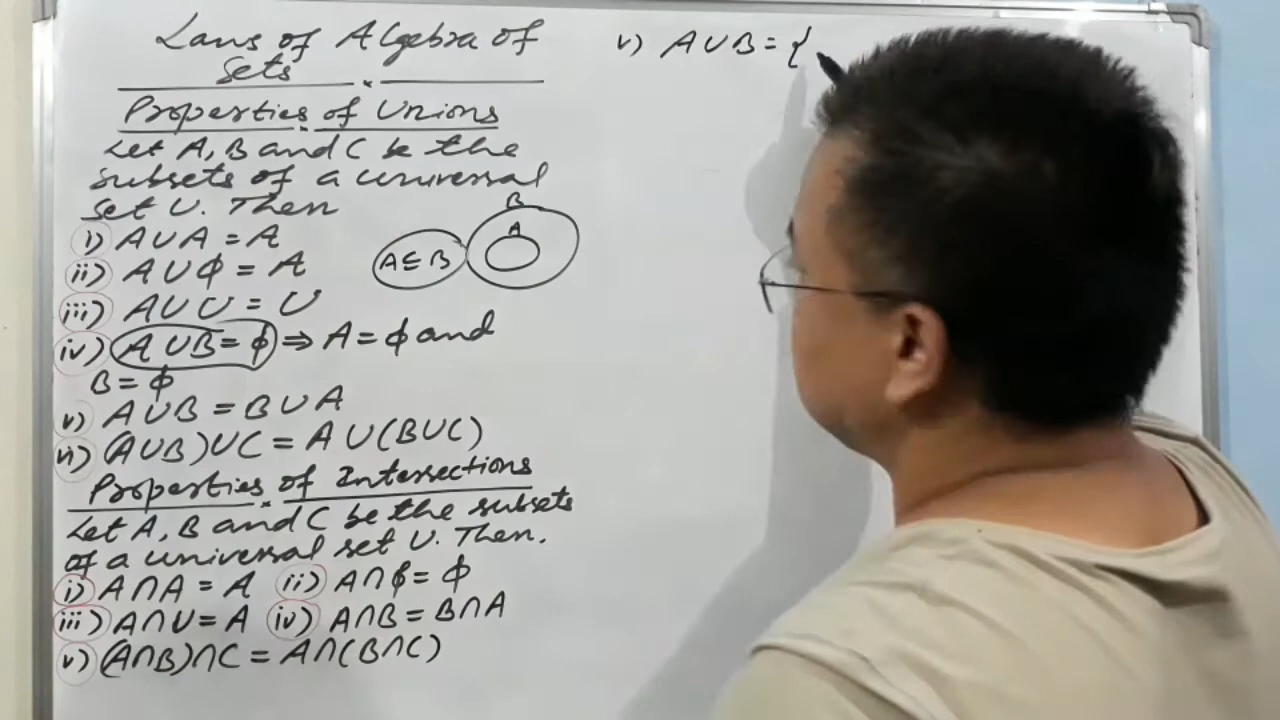 Laws of Algebra of
Sets
Properties of Unions
Let A, B and C be the
subsets of a universal
set U. Then
i) A∪A = A
ii) A∪ϕ = A
iii) A∪U = U
iv) A∪B = ϕ ⇒ A = ϕ and
B = ϕ
v) A∪B = B∪A
vi) (A∪B)∪C = A∪(B∪C)
Properties of Intersections
Let A, B and C be the subsets
of a universal set U. Then.
i) A∩A = A ii) A∩ϕ = ϕ
iii) A∩U = A iv) A∩B = B∩A
v) (A∩B)∩C = A∩(B∩C)
B
A
A⊆B
v) A∪B = {